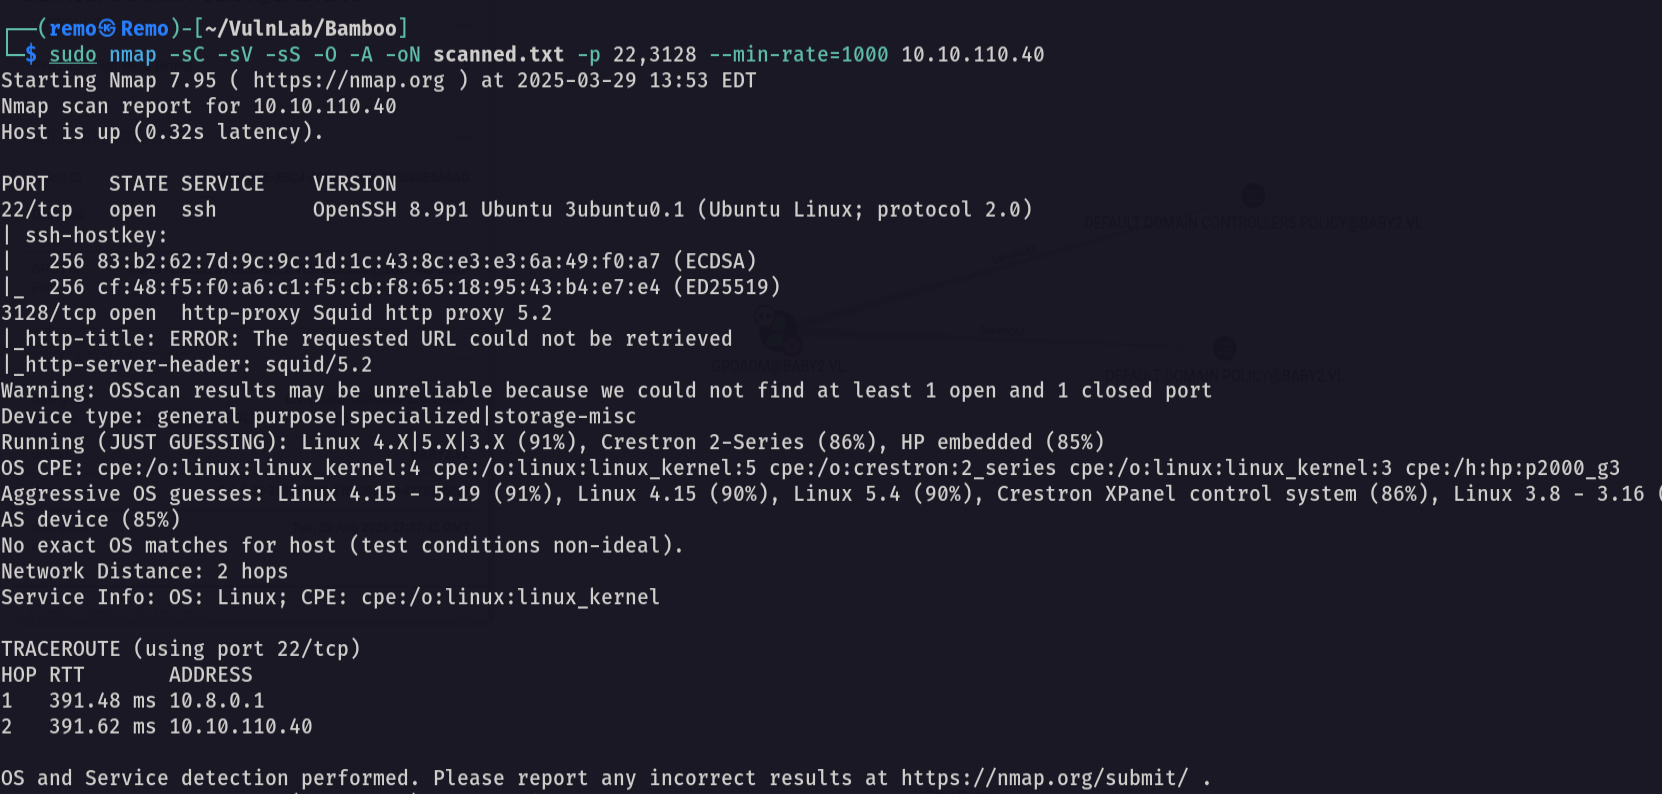 ┌──(remo㉿Remo)-[~/VulnLab/Bamboo]
└─$ sudo nmap -sC -sV -sS -O -A -oN scanned.txt -p 22,3128 --min-rate=1000 10.10.110.40
Starting Nmap 7.95 ( https://nmap.org ) at 2025-03-29 13:53 EDT
Nmap scan report for 10.10.110.40
Host is up (0.32s latency).
PORT     STATE SERVICE    VERSION
22/tcp   open  ssh        OpenSSH 8.9p1 Ubuntu 3ubuntu0.1 (Ubuntu Linux; protocol 2.0)
| ssh-hostkey:
|   256 83:b2:62:7d:9c:9c:1d:1c:43:8c:e3:e3:6a:49:f0:a7 (ECDSA)
|_  256 cf:48:f5:f0:a6:c1:f5:cb:f8:65:18:95:43:b4:e7:e4 (ED25519)
3128/tcp open  http-proxy Squid http proxy 5.2
|_http-title: ERROR: The requested URL could not be retrieved
|_http-server-header: squid/5.2
Warning: OSScan results may be unreliable because we could not find at least 1 open and 1 closed port
Device type: general purpose|specialized|storage-misc
Running (JUST GUESSING): Linux 4.X|5.X|3.X (91%), Crestron 2-Series (86%), HP embedded (85%)
OS CPE: cpe:/o:linux:linux_kernel:4 cpe:/o:linux:linux_kernel:5 cpe:/o:crestron:2_series cpe:/o:linux:linux_kernel:3 cpe:/h:hp:p2000_g3
Aggressive OS guesses: Linux 4.15 - 5.19 (91%), Linux 4.15 (90%), Linux 5.4 (90%), Crestron XPanel control system (86%), Linux 3.8 - 3.16 (
AS device (85%)
No exact OS matches for host (test conditions non-ideal).
Network Distance: 2 hops
Service Info: OS: Linux; CPE: cpe:/o:linux:linux_kernel
TRACEROUTE (using port 22/tcp)
HOP RTT       ADDRESS
1   391.48 ms 10.8.0.1
2   391.62 ms 10.10.110.40
OS and Service detection performed. Please report any incorrect results at https://nmap.org/submit/ .
DEFAULT DOMAIN CONTROLLERS POLICY@BABY2.VL
GPOADM@BABY2.VL
DEFAULT DOMAIN POLICY@BABY2.VL